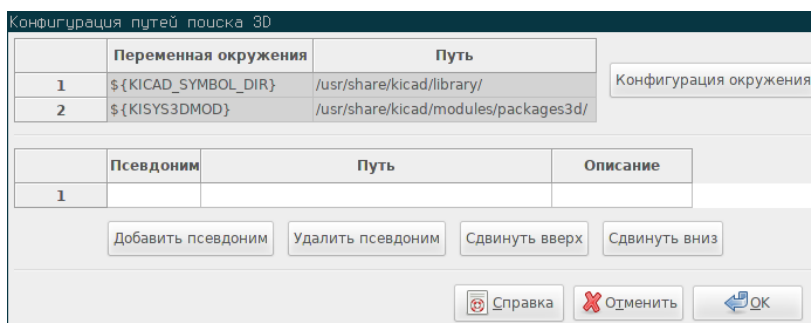 Конфигурация путей поиска 3D
Переменная окружения Путь
1 ${KICAD_SYMBOL_DIR} /usr/share/kicad/library/
2 ${KISYS3DMOD} /usr/share/kicad/modules/packages3d/
Конфигурация окружения
Псевдоним Путь Описание
1
Добавить псевдоним Удалить псевдоним Сдвинуть вверх Сдвинуть вниз
Справка Отменить OK